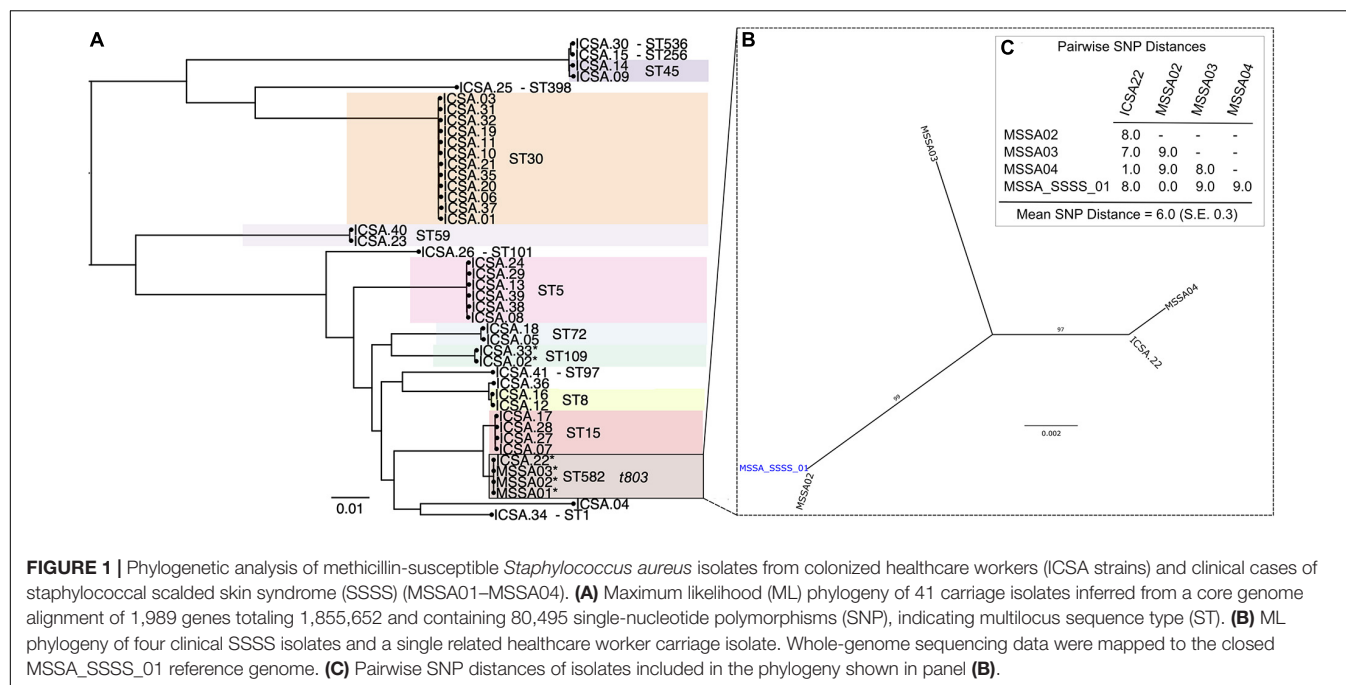 A
ICSA.30 - ST536
ICSA.15 - ST256
ICSA.14
ICSA.09
ST45
ICSA.25 - ST398
ICSA.03
ICSA.31
ICSA.32
ICSA.19
ICSA.11
ICSA.10
ICSA.21
ICSA.35
ICSA.20
ICSA.06
ICSA.37
ICSA.01
ST30
ICSA.40
ICSA.23
ST59
ICSA.26 - ST101
ICSA.24
ICSA.29
ICSA.13
ICSA.39
ICSA.38
ICSA.08
ST5
ICSA.18
ICSA.05
ST72
ICSA.33*
ICSA.02*
ST109
ICSA.41 - ST97
ICSA.36
ICSA.16
ICSA.12
ST8
ICSA.17
ICSA.28
ICSA.27
ICSA.07
ST15
ICSA.22*
MSSA03*
MSSA02*
MSSA01*
ST582 t803
ICSA.04
ICSA.34 - ST1
0.01
B
MSSA03
MSSA04
97
ICSA.22
99
0.002
MSSA_SSSS_01
MSSA02
C
Pairwise SNP Distances
ICSA22 MSSA02 MSSA03 MSSA04
MSSA02 8.0 - - -
MSSA03 7.0 9.0 - -
MSSA04 1.0 9.0 8.0 -
MSSA_SSSS_01 8.0 0.0 9.0 9.0
Mean SNP Distance = 6.0 (S.E. 0.3)
FIGURE 1 | Phylogenetic analysis of methicillin-susceptible Staphylococcus aureus isolates from colonized healthcare workers (ICSA strains) and clinical cases of
staphylococcal scalded skin syndrome (SSSS) (MSSA01–MSSA04). (A) Maximum likelihood (ML) phylogeny of 41 carriage isolates inferred from a core genome
alignment of 1,989 genes totaling 1,855,652 and containing 80,495 single-nucleotide polymorphisms (SNP), indicating multilocus sequence type (ST). (B) ML
phylogeny of four clinical SSSS isolates and a single related healthcare worker carriage isolate. Whole-genome sequencing data were mapped to the closed
MSSA_SSSS_01 reference genome. (C) Pairwise SNP distances of isolates included in the phylogeny shown in panel (B).